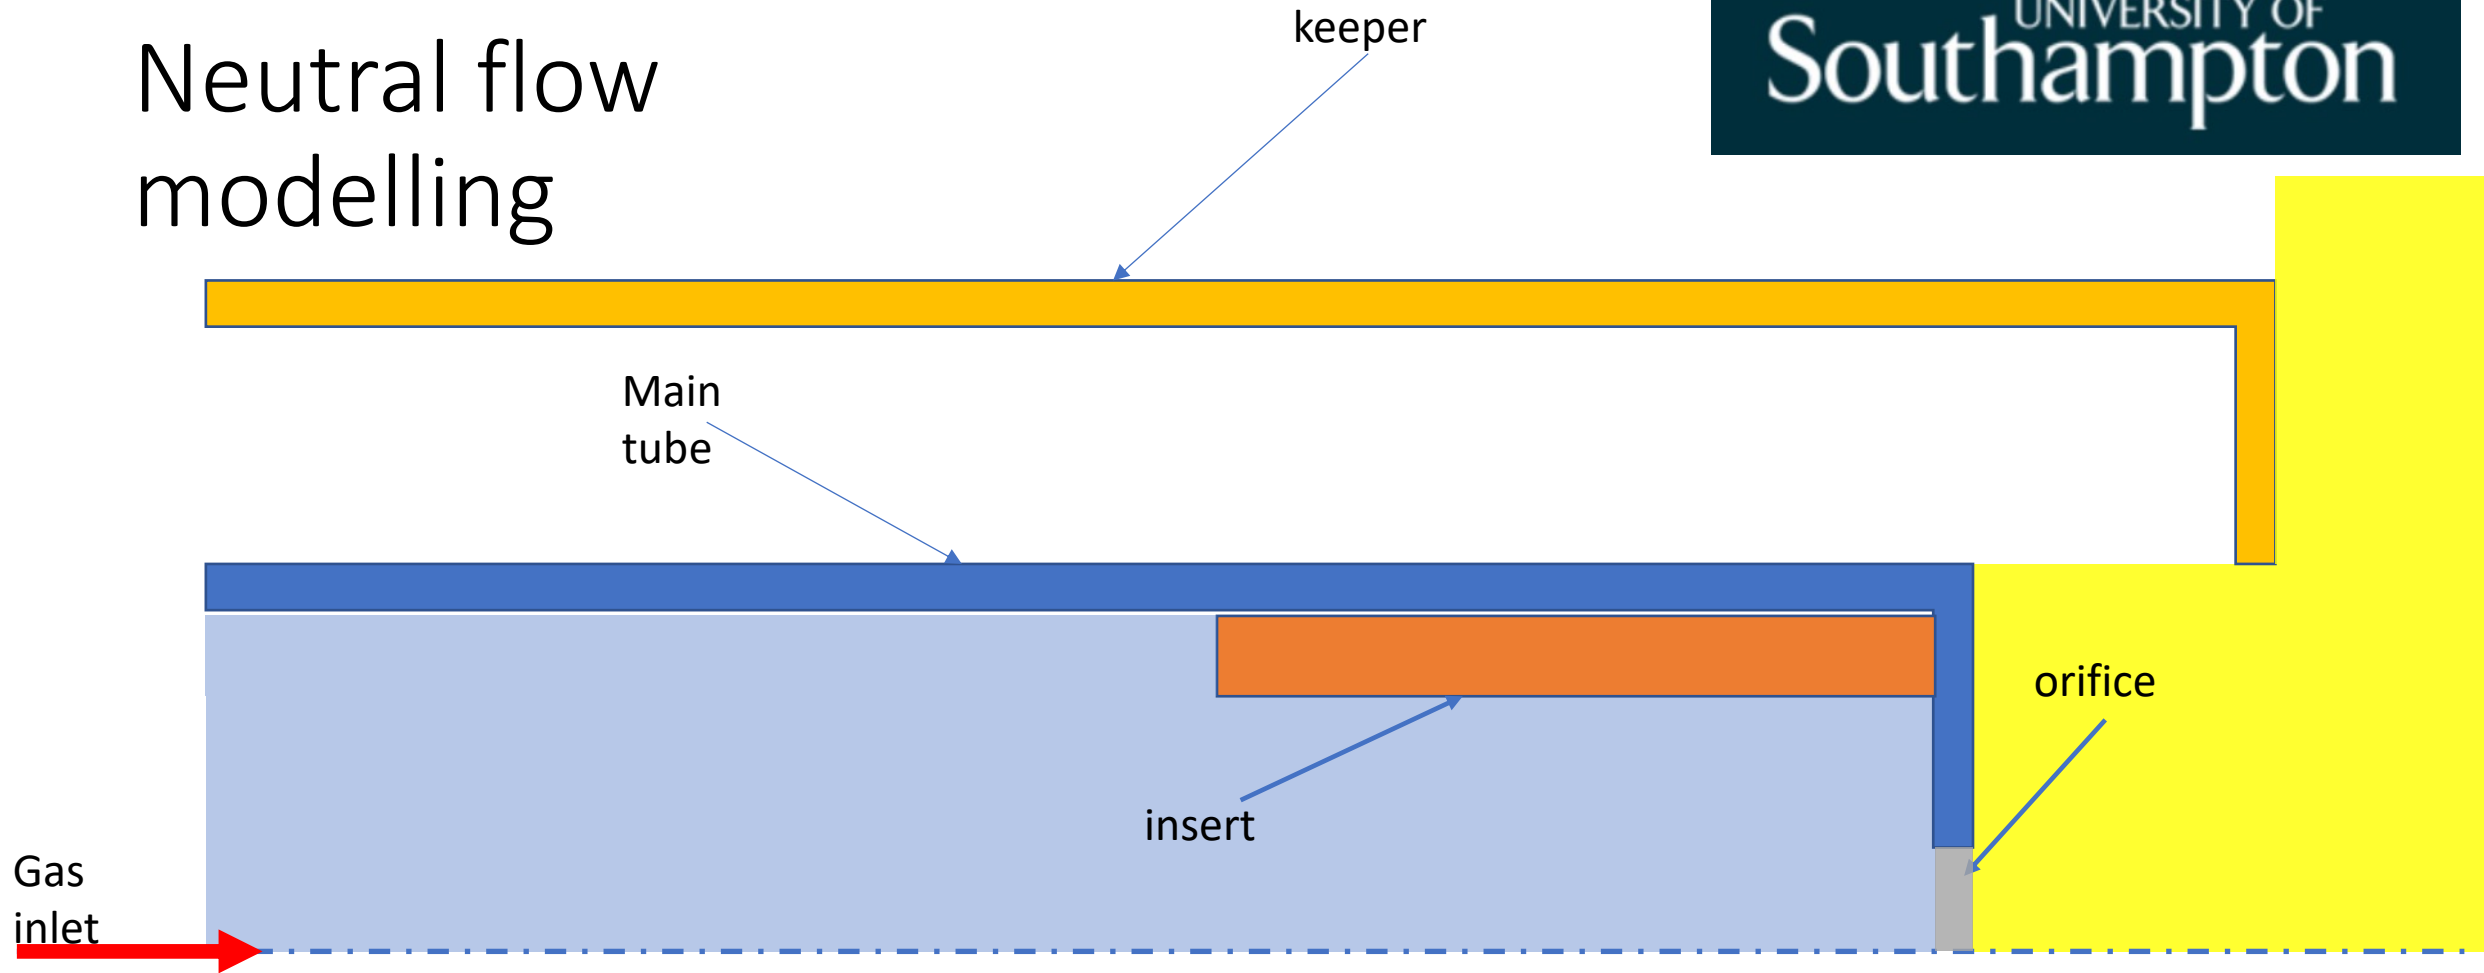 Neutral flow
modelling
keeper
UNIVERSITY OF
Southampton
Main
tube
orifice
insert
Gas
inlet